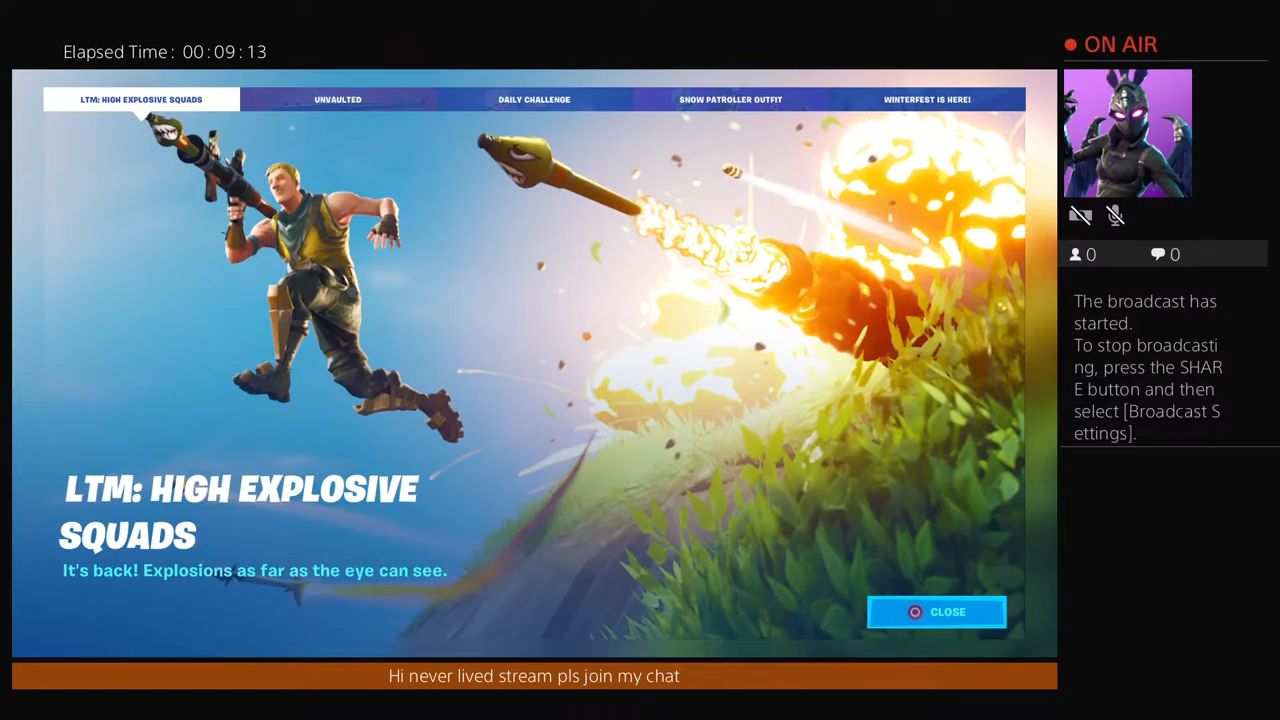 Elapsed Time: 00:09:13
ON AIR
LTM: HIGH EXPLOSIVE SQUADS
UNVAULTED
DAILY CHALLENGE
SNOW PATROLLER OUTFIT
WINTERFEST IS HERE!
0
0
The broadcast has
started.
To stop broadcasti
ng, press the SHAR
E button and then
select [Broadcast S
ettings].
LTM: HIGH EXPLOSIVE
SQUADS
It's back! Explosions as far as the eye can see.
CLOSE
Hi never lived stream pls join my chat